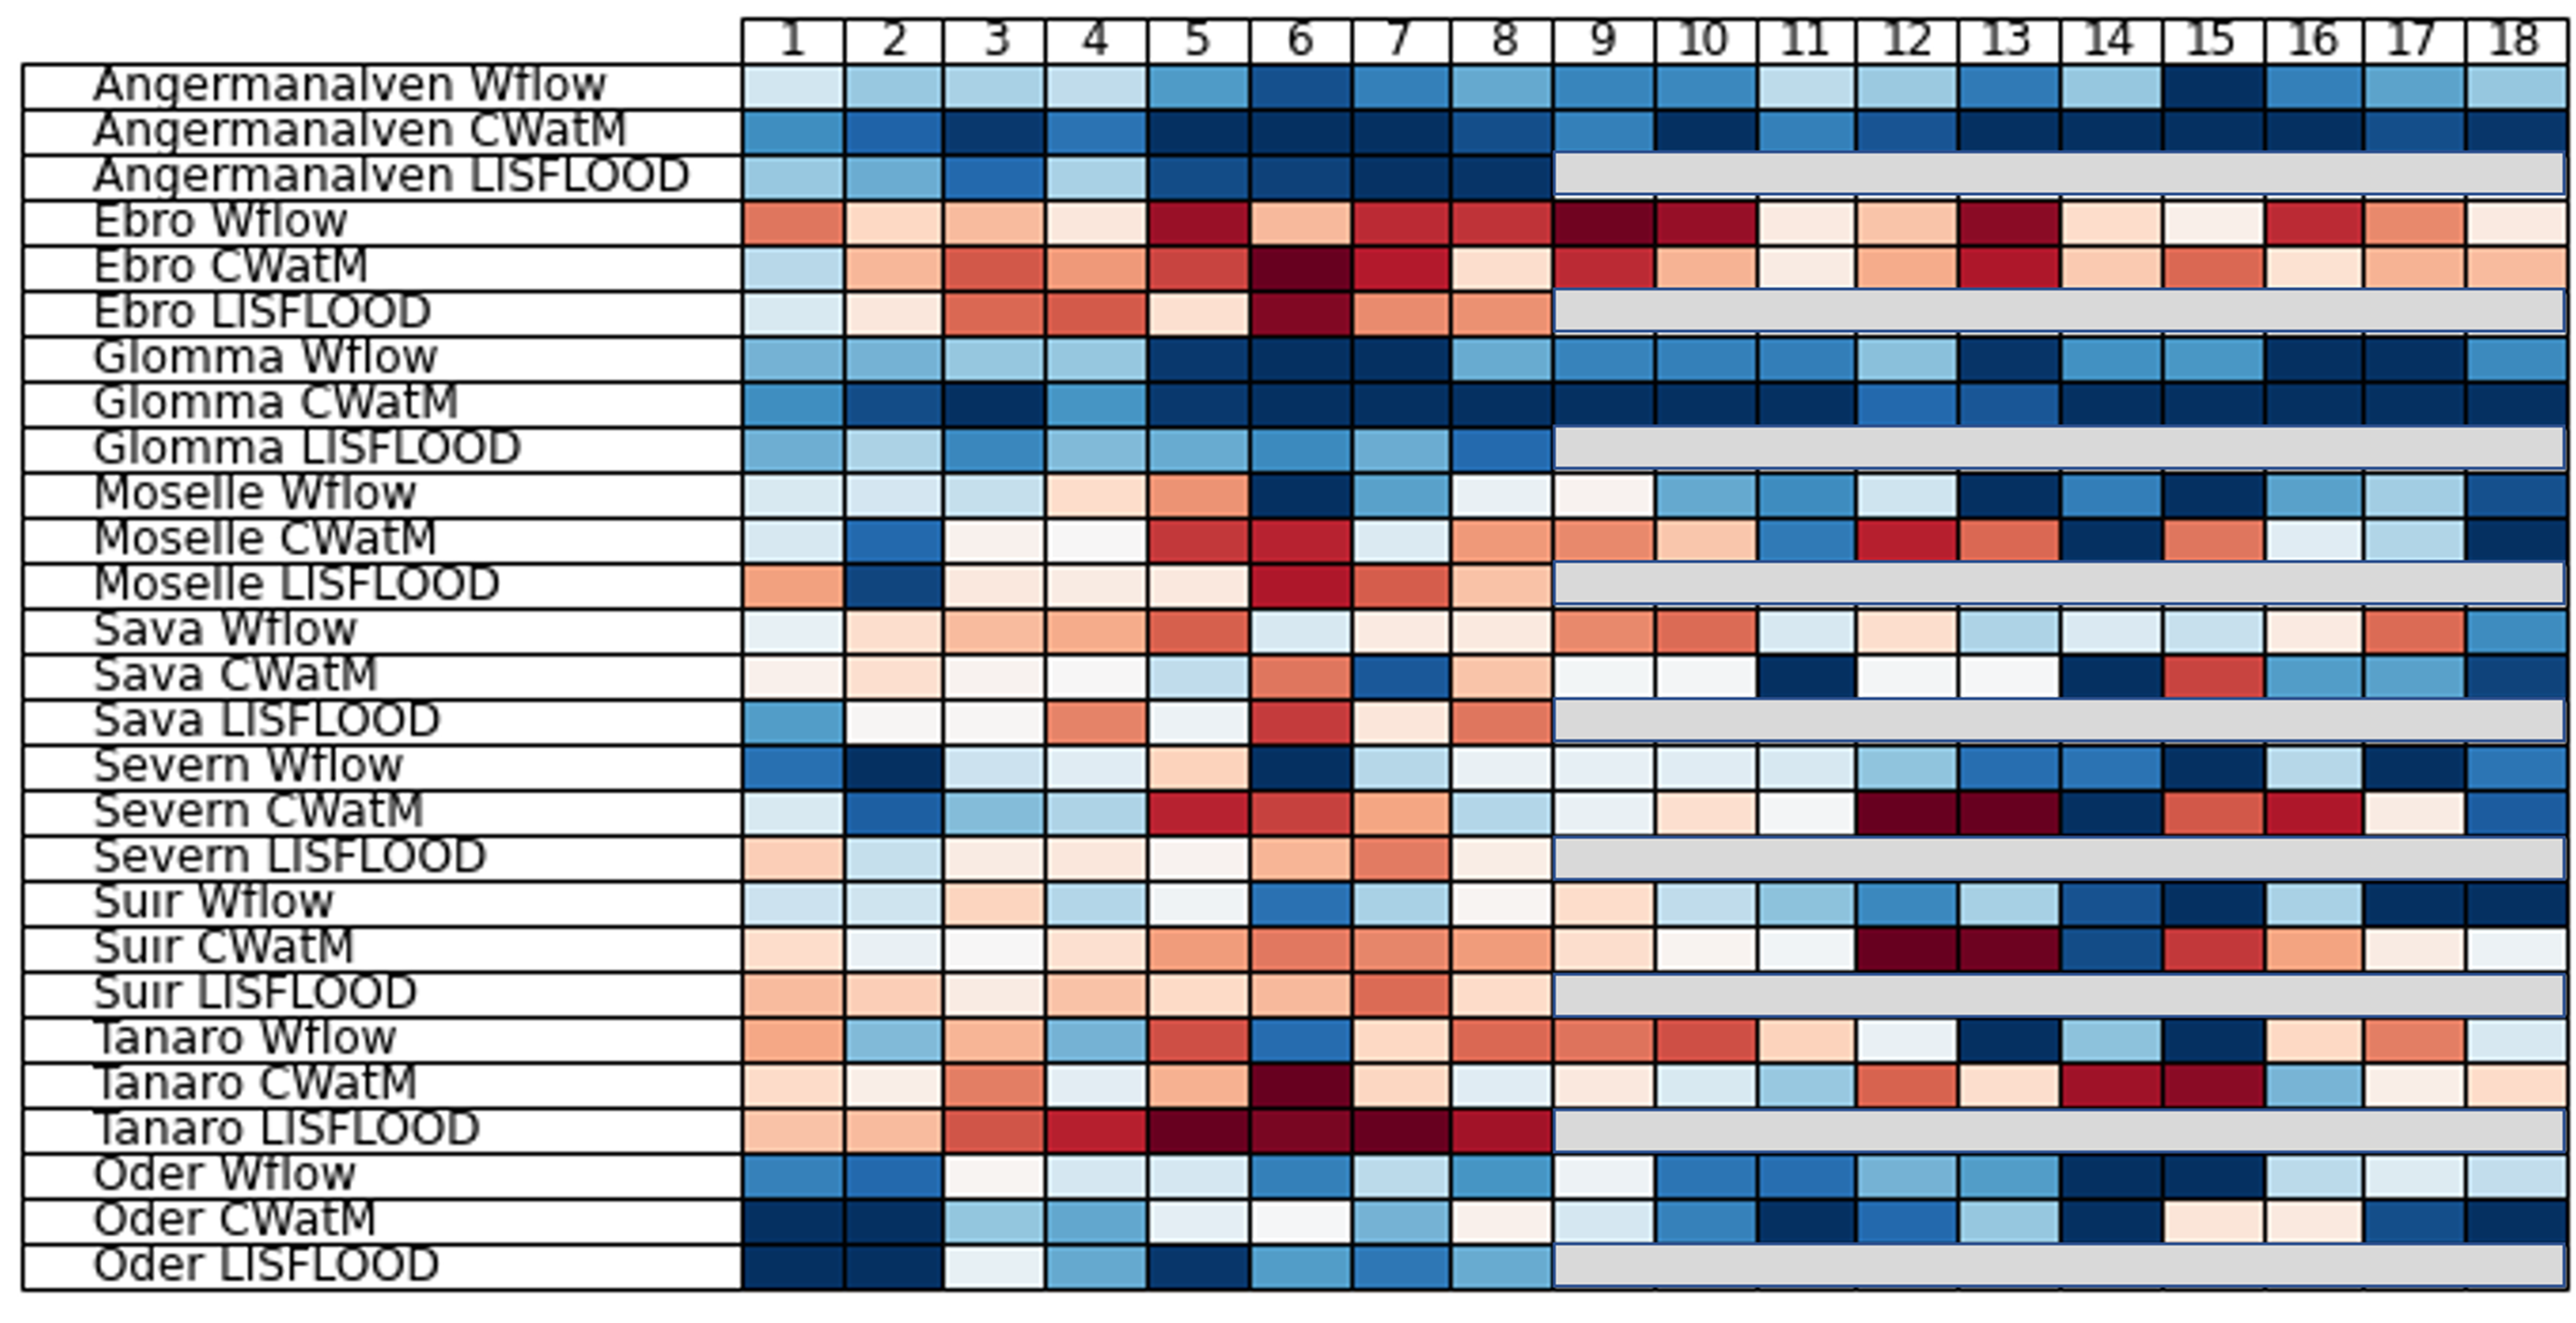 1 2 3 4 5 6 7 8 9 10 11 12 13 14 15 16 17 18
Angermanalven Wflow
Angermanalven CWatM
Angermanalven LISFLOOD
Ebro Wflow
Ebro CWatM
Ebro LISFLOOD
Glomma Wflow
Glomma CWatM
Glomma LISFLOOD
Moselle Wflow
Moselle CWatM
Moselle LISFLOOD
Sava Wflow
Sava CWatM
Sava LISFLOOD
Severn Wflow
Severn CWatM
Severn LISFLOOD
Suir Wflow
Suir CWatM
Suir LISFLOOD
Tanaro Wflow
Tanaro CWatM
Tanaro LISFLOOD
Oder Wflow
Oder CWatM
Oder LISFLOOD